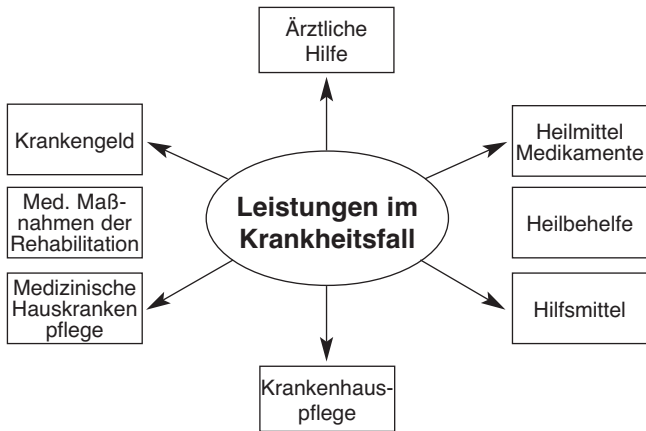 Ärztliche
Hilfe
Krankengeld
Heilmittel
Medikamente
Med. Maß-
nahmen der
Rehabilitation
Leistungen im
Krankheitsfall
Heilbehelfe
Medizinische
Hauskranken
pflege
Hilfsmittel
Krankenhaus-
pflege